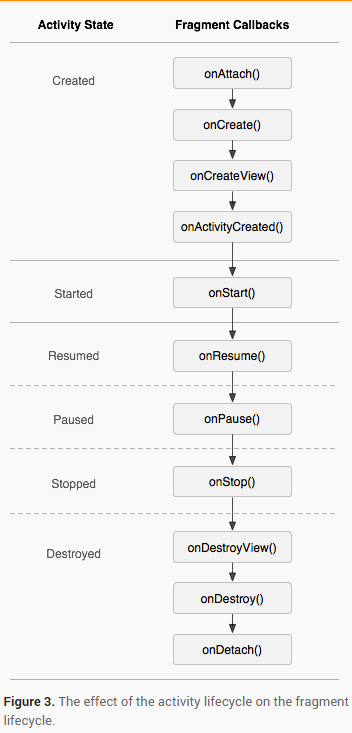 Activity State Fragment Callbacks
Created
onAttach()
onCreate()
onCreateView()
onActivityCreated()
Started onStart()
Resumed onResume()
Paused onPause()
Stopped onStop()
Destroyed
onDestroyView()
onDestroy()
onDetach()
Figure 3. The effect of the activity lifecycle on the fragment
lifecycle.